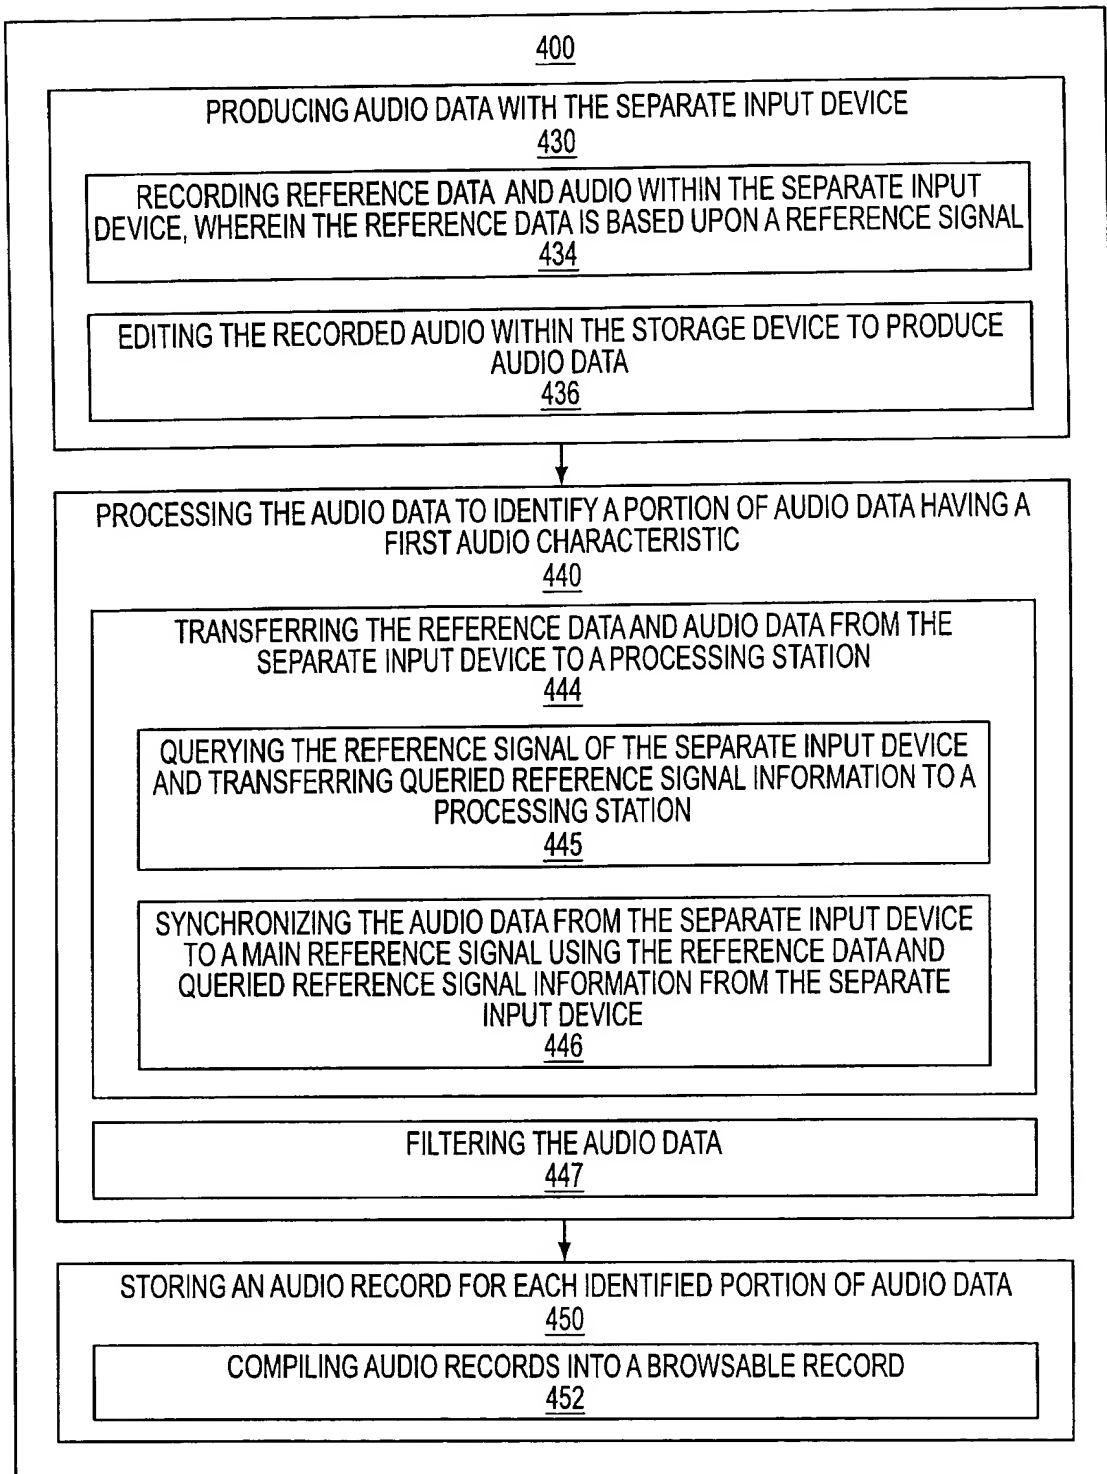 400
PRODUCING AUDIO DATA WITH THE SEPARATE INPUT DEVICE
430
RECORDING REFERENCE DATA AND AUDIO WITHIN THE SEPARATE INPUT
DEVICE, WHEREIN THE REFERENCE DATA IS BASED UPON A REFERENCE SIGNAL
434
EDITING THE RECORDED AUDIO WITHIN THE STORAGE DEVICE TO PRODUCE
AUDIO DATA
436
PROCESSING THE AUDIO DATA TO IDENTIFY A PORTION OF AUDIO DATA HAVING A
FIRST AUDIO CHARACTERISTIC
440
TRANSFERRING THE REFERENCE DATA AND AUDIO DATA FROM THE
SEPARATE INPUT DEVICE TO A PROCESSING STATION
444
QUERYING THE REFERENCE SIGNAL OF THE SEPARATE INPUT DEVICE
AND TRANSFERRING QUERIED REFERENCE SIGNAL INFORMATION TO A
PROCESSING STATION
445
SYNCHRONIZING THE AUDIO DATA FROM THE SEPARATE INPUT DEVICE
TO A MAIN REFERENCE SIGNAL USING THE REFERENCE DATA AND
QUERIED REFERENCE SIGNAL INFORMATION FROM THE SEPARATE
INPUT DEVICE
446
FILTERING THE AUDIO DATA
447
STORING AN AUDIO RECORD FOR EACH IDENTIFIED PORTION OF AUDIO DATA
450
COMPILING AUDIO RECORDS INTO A BROWSABLE RECORD
452